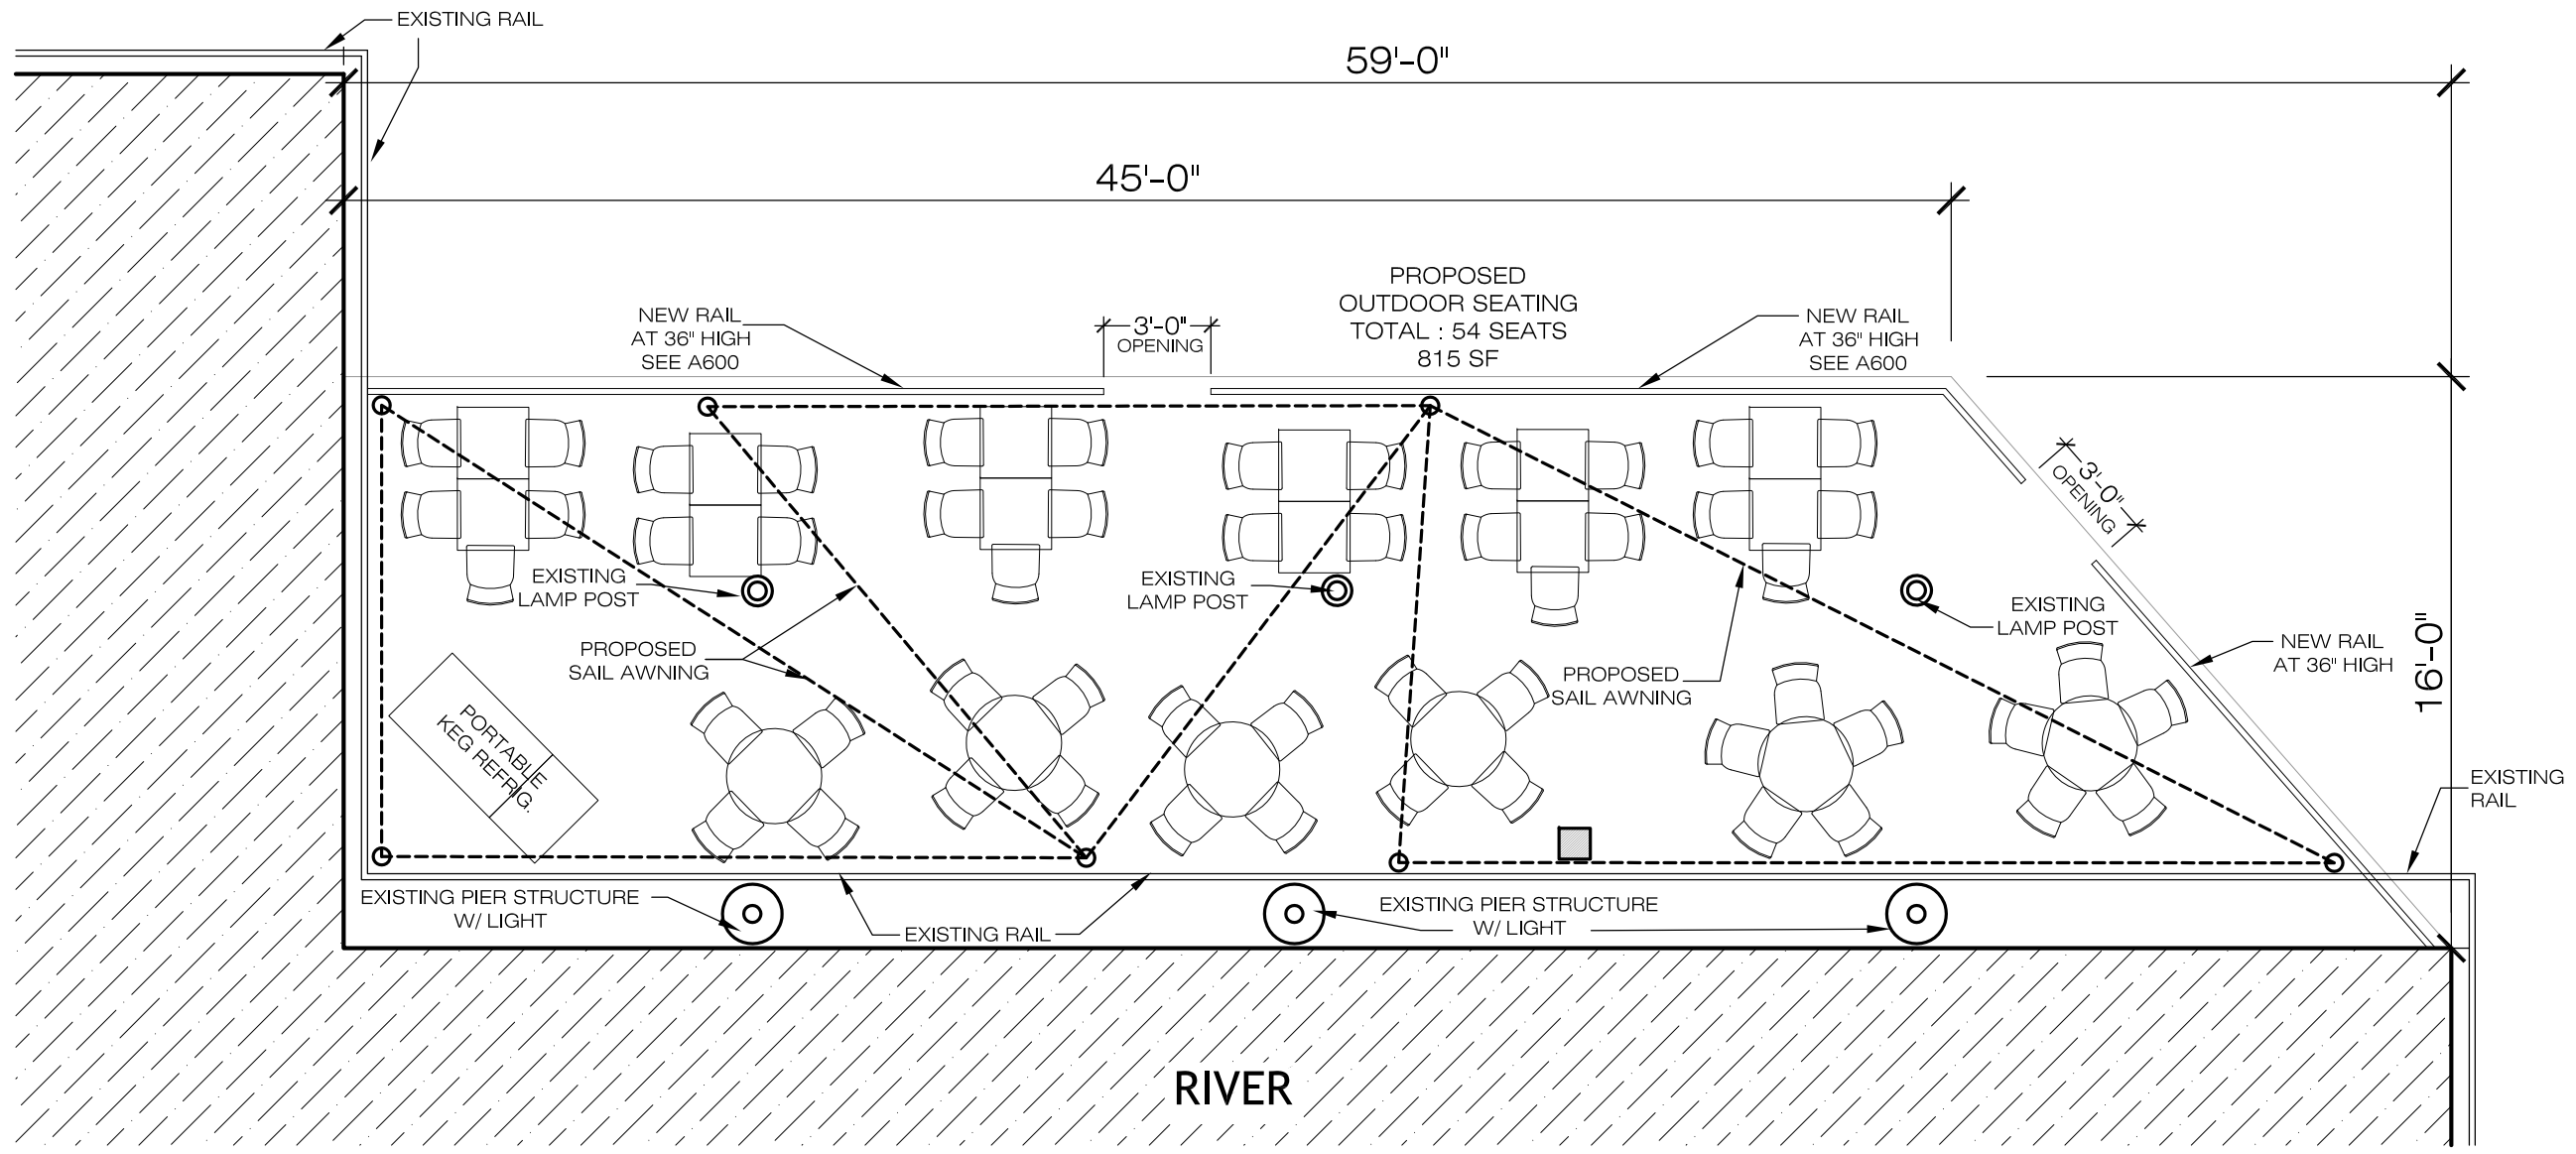 EXISTING RAIL
59'-0"
45'-0"
PROPOSED
OUTDOOR SEATING
TOTAL : 54 SEATS
815 SF
NEW RAIL
AT 36" HIGH
SEE A600
3'-0"
OPENING
NEW RAIL
AT 36" HIGH
SEE A600
3'-0"
OPENING
EXISTING
LAMP POST
EXISTING
LAMP POST
EXISTING
LAMP POST
PROPOSED
SAIL AWNING
PROPOSED
SAIL AWNING
NEW RAIL
AT 36" HIGH
16'-0"
PORTABLE
KEG REFRIG.
EXISTING
RAIL
EXISTING PIER STRUCTURE
W/ LIGHT
EXISTING RAIL
EXISTING PIER STRUCTURE
W/ LIGHT
RIVER